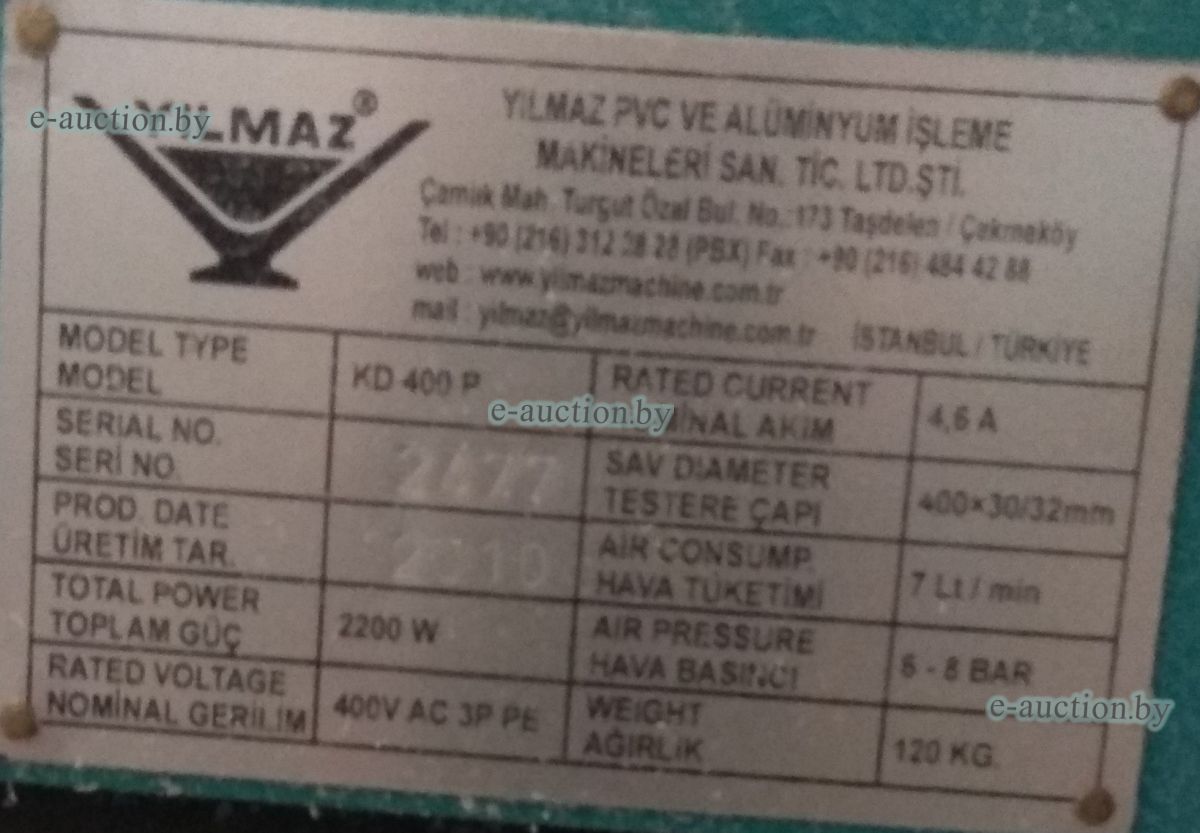 e-auction.by
YILMAZ®
YILMAZ PVC VE ALÜMİNYUM İŞLEME
MAKİNELERİ SAN. TİC. LTD.ŞTİ.
Çamlık Mah. Turgut Özal Bul. No.:173 Taşdelen / Çekmeköy
Tel : +90 (216) 312 28 28 (PBX) Fax : +90 (216) 484 42 88
web : www.yilmazmachine.com.tr
mail : yilmaz@yilmazmachine.com.tr İSTANBUL / TÜRKİYE
MODEL TYPE
MODEL
KD 400 P
RATED CURRENT
NOMİNAL AKIM
4,6 A
e-auction.by
SERIAL NO.
SERİ NO.
2477
SAV DIAMETER
TESTERE ÇAPI
400×30/32mm
PROD. DATE
ÜRETİM TAR.
AIR CONSUMP.
HAVA TÜKETİMİ
7 Lt / min
TOTAL POWER
TOPLAM GÜÇ
2200 W
AIR PRESSURE
HAVA BASINCI
6 - 8 BAR
RATED VOLTAGE
NOMİNAL GERİLİM
400V AC 3P PE
WEIGHT
AĞIRLIK
120 KG.
e-auction.by